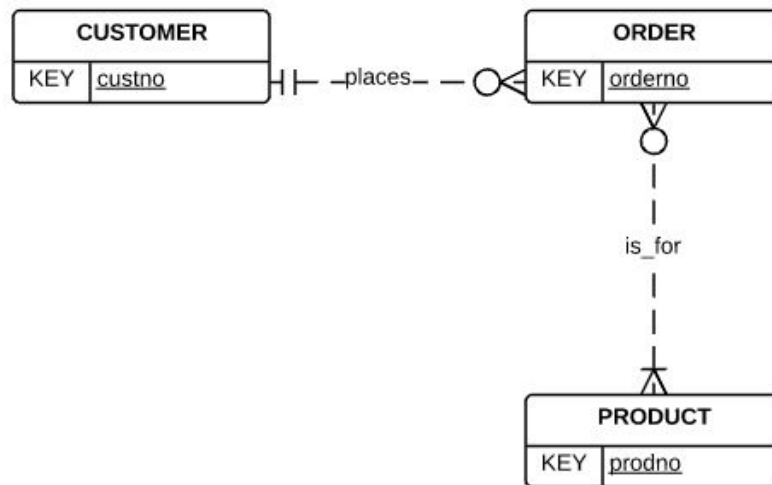 CUSTOMER
KEY custno
places
ORDER
KEY orderno
is_for
PRODUCT
KEY prodno